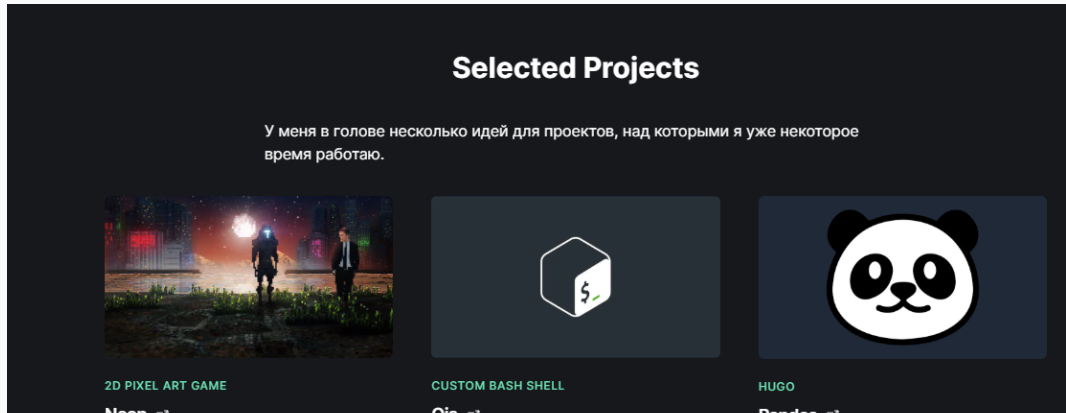 Selected Projects
У меня в голове несколько идей для проектов, над которыми я уже некоторое
время работаю.
$_
2D PIXEL ART GAME
CUSTOM BASH SHELL
HUGO